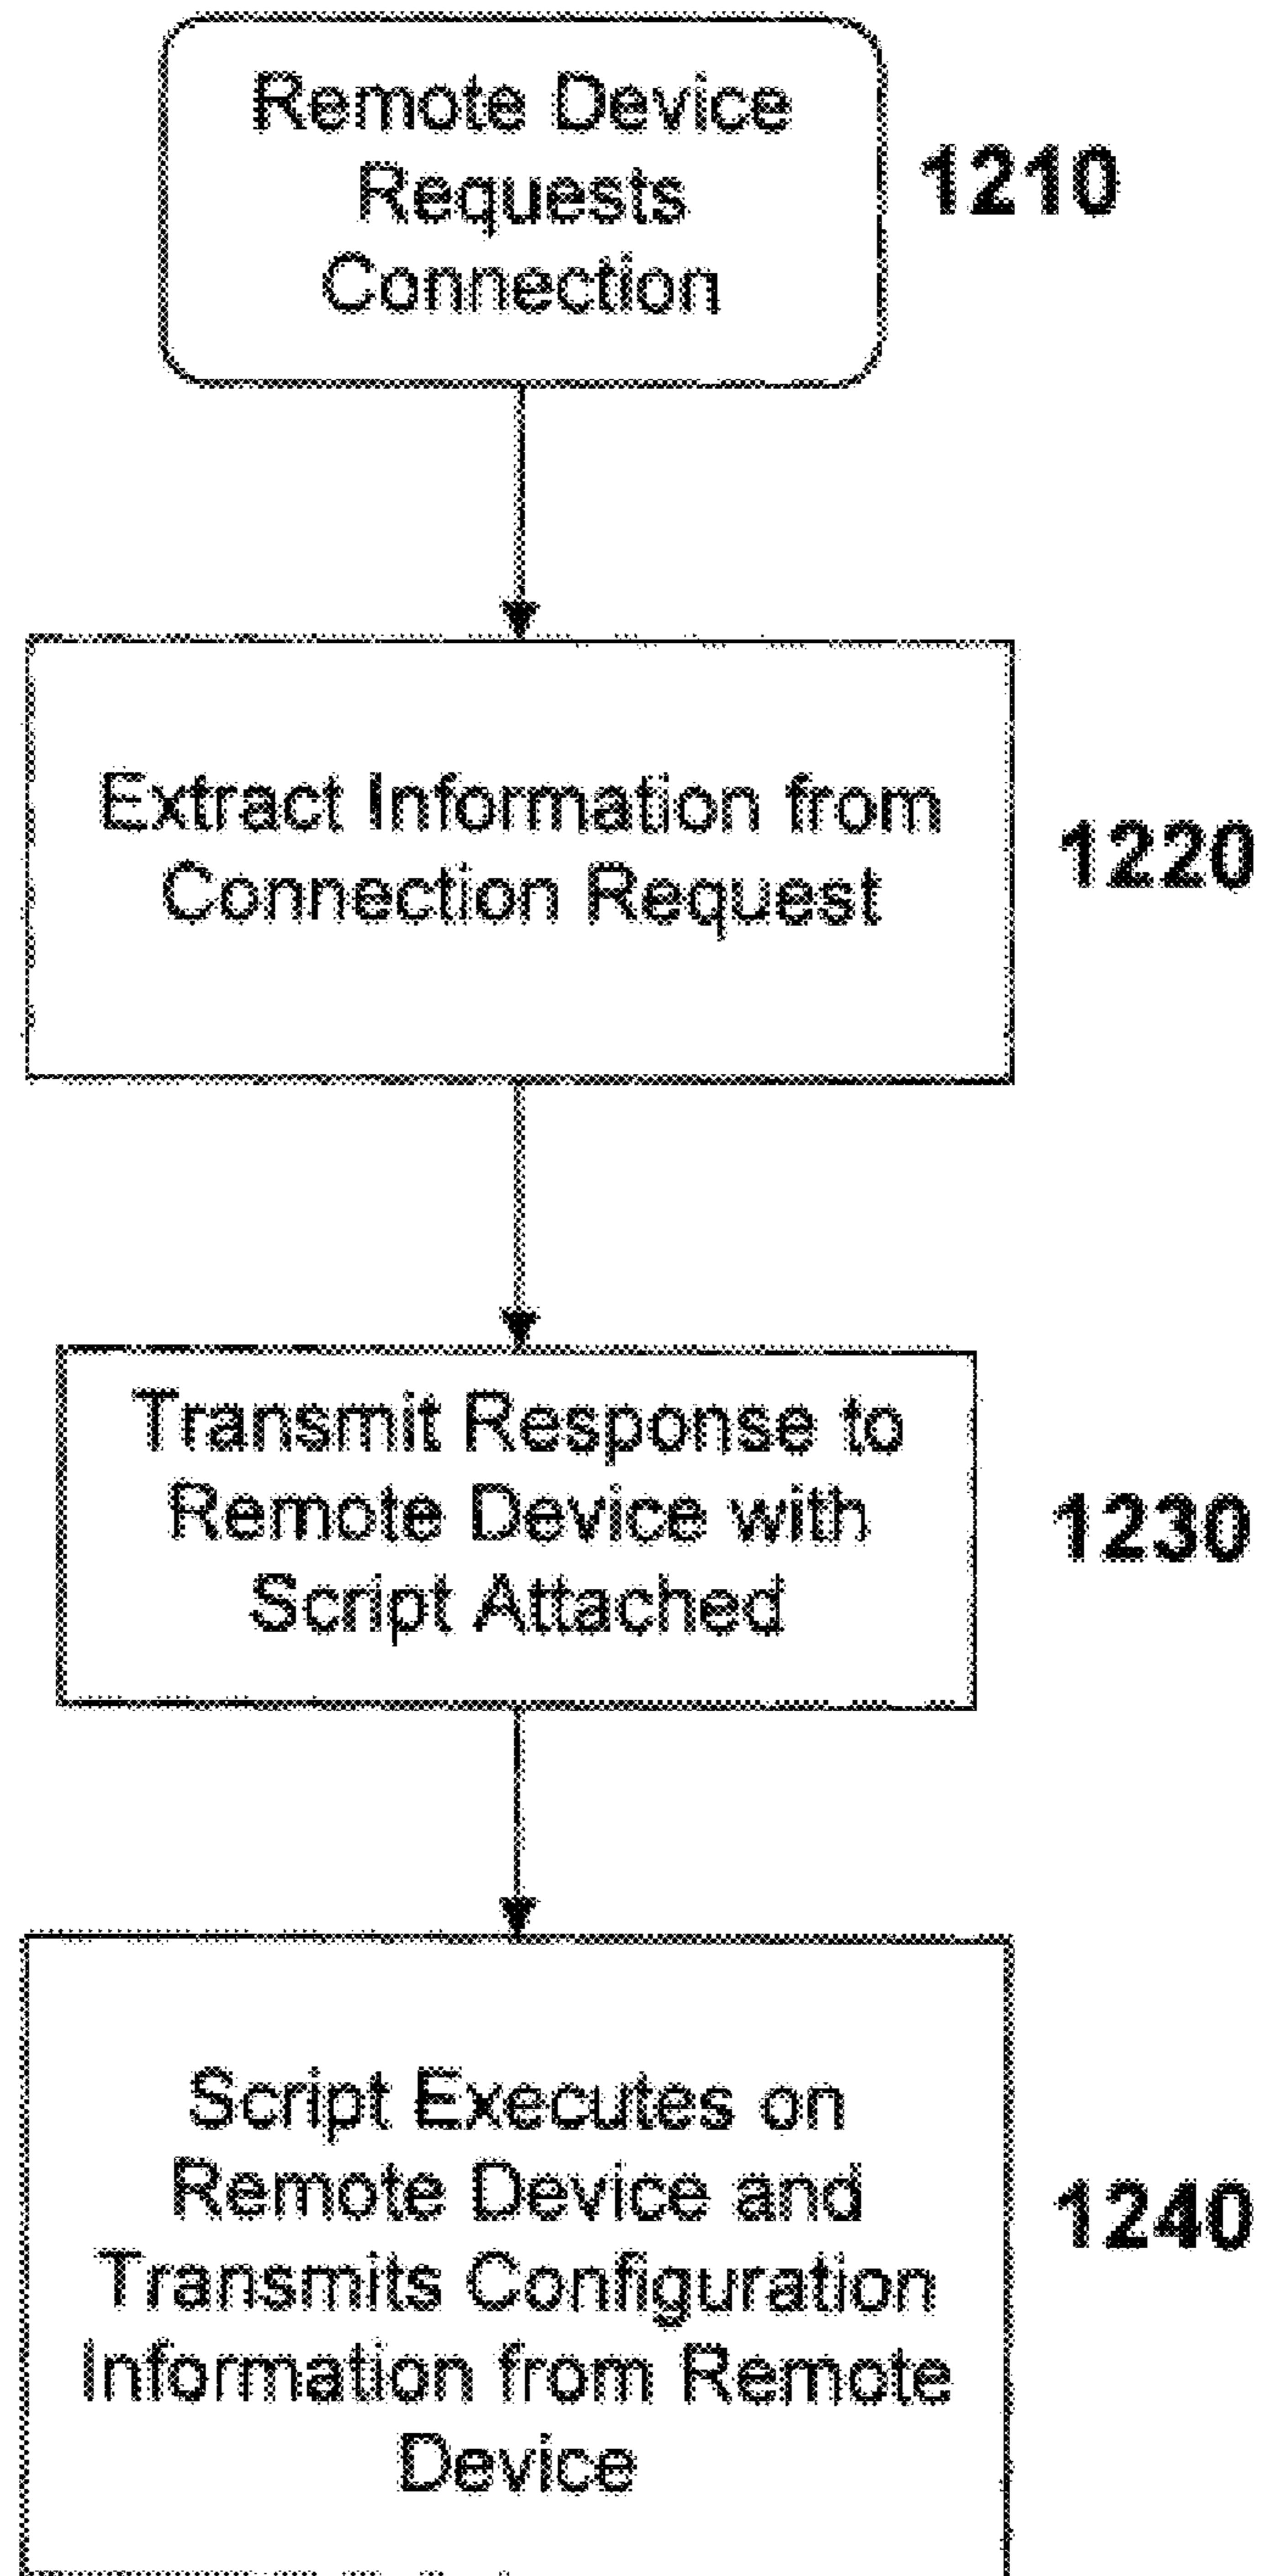 Remote Device
Requests
Connection
1210
Extract Information from
Connection Request
1220
Transmit Response to
Remote Device with
Script Attached
1230
Script Executes on
Remote Device and
Transmits Configuration
Information from Remote
Device
1240